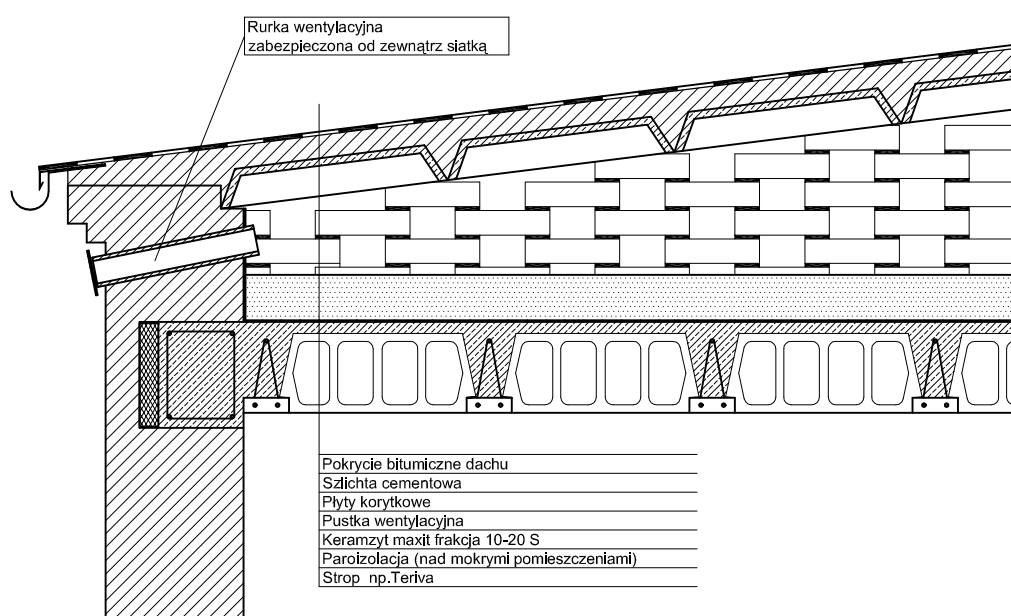 Rurka wentylacyjna
zabezpieczona od zewnątrz siatką
Pokrycie bitumiczne dachu
Szlichta cementowa
Płyty korytkowe
Pustka wentylacyjna
Keramzyt maxit frakcja 10-20 S
Paroizolacja (nad mokrymi pomieszczeniami)
Strop np.Teriva